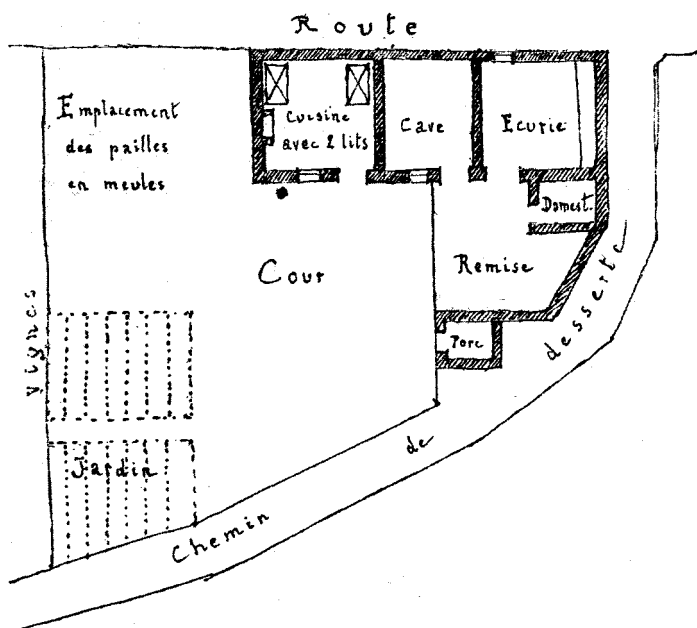 Route
Emplacement
des pailles
en meules
Cuisine
avec 2 lits
Cave
Ecurie
Domest.
Cour
Remise
Porc
Vignes
Jardin
Chemin de desserte